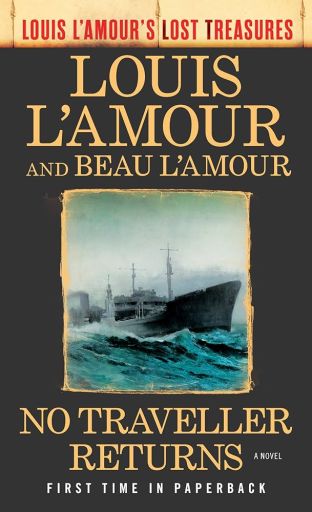 LOUIS L'AMOUR'S LOST TREASURES
LOUIS
L'AMOUR
AND BEAU L'AMOUR
NO TRAVELLER
RETURNS A NOVEL
FIRST TIME IN PAPERBACK